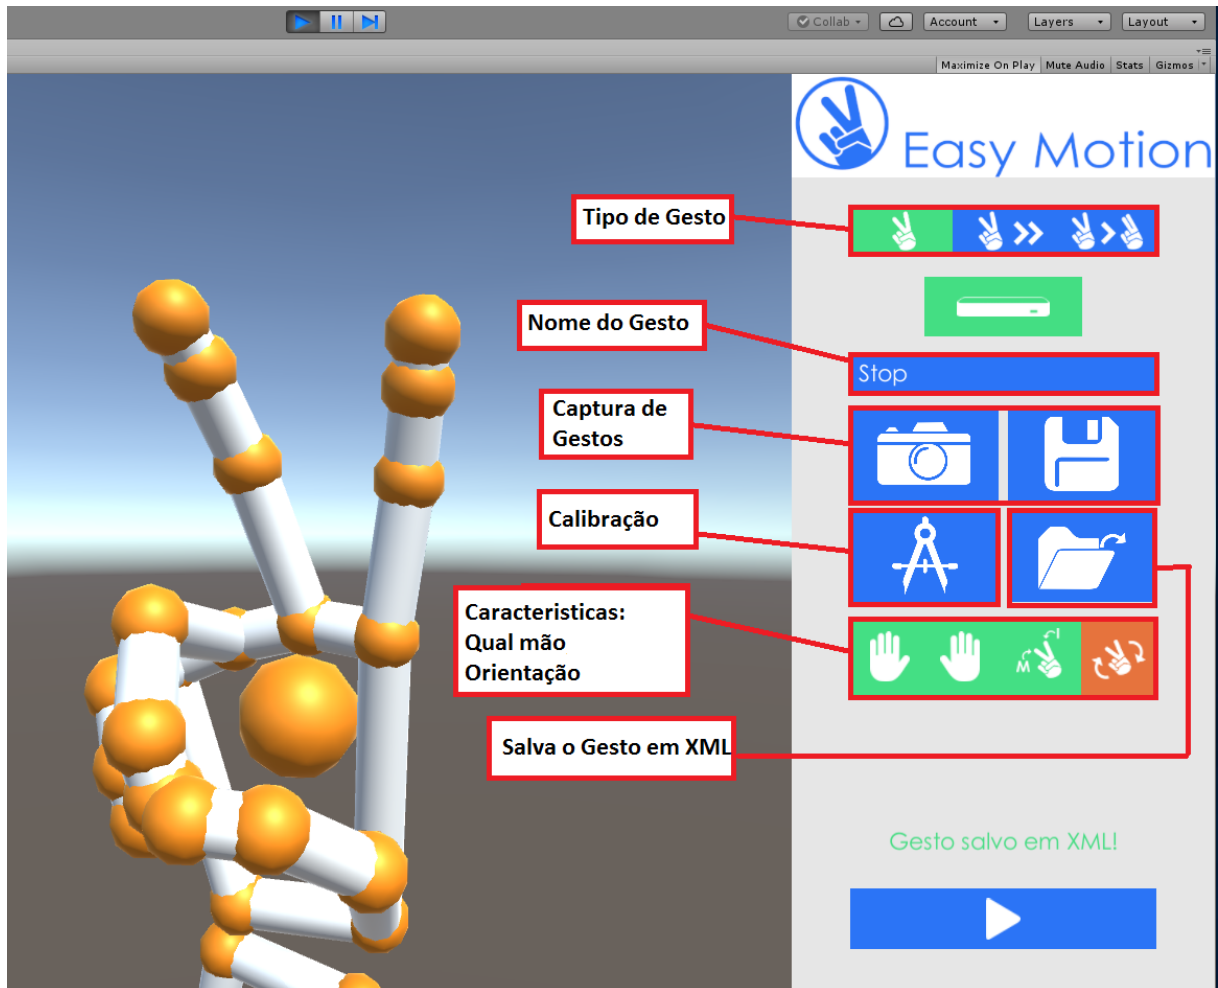 Collab
Account
Layers
Layout
Maximize On Play
Mute Audio
Stats
Gizmos
Easy Motion
Tipo de Gesto
Nome do Gesto
Stop
Captura de
Gestos
Calibração
Caracteristicas:
Qual mão
Orientação
M
I
Salva o Gesto em XML
Gesto salvo em XML!